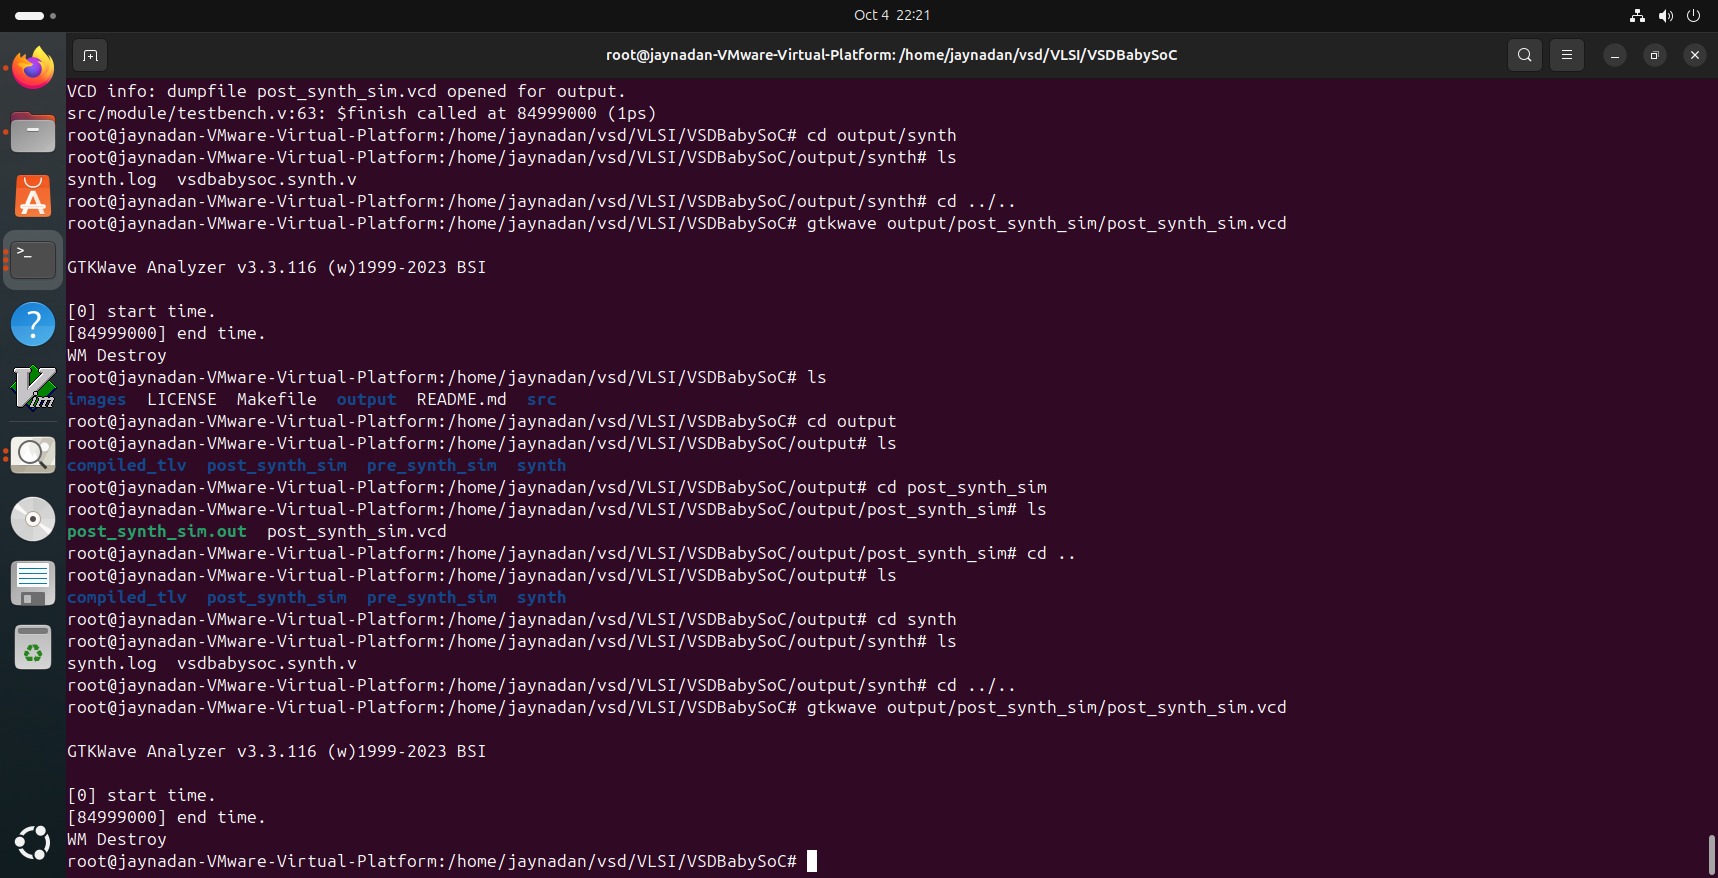 Oct 4 22:21
root@jaynadan-VMware-Virtual-Platform: /home/jaynadan/vsd/VLSI/VSDBabySoC
VCD info: dumpfile post_synth_sim.vcd opened for output.
src/module/testbench.v:63: $finish called at 84999000 (1ps)
root@jaynadan-VMware-Virtual-Platform:/home/jaynadan/vsd/VLSI/VSDBabySoC# cd output/synth
root@jaynadan-VMware-Virtual-Platform:/home/jaynadan/vsd/VLSI/VSDBabySoC/output/synth# ls
synth.log  vsdbabysoc.synth.v
root@jaynadan-VMware-Virtual-Platform:/home/jaynadan/vsd/VLSI/VSDBabySoC/output/synth# cd ../..
root@jaynadan-VMware-Virtual-Platform:/home/jaynadan/vsd/VLSI/VSDBabySoC# gtkwave output/post_synth_sim/post_synth_sim.vcd
GTKWave Analyzer v3.3.116 (w)1999-2023 BSI
[0] start time.
[84999000] end time.
WM Destroy
root@jaynadan-VMware-Virtual-Platform:/home/jaynadan/vsd/VLSI/VSDBabySoC# ls
images  LICENSE  Makefile  output  README.md  src
root@jaynadan-VMware-Virtual-Platform:/home/jaynadan/vsd/VLSI/VSDBabySoC# cd output
root@jaynadan-VMware-Virtual-Platform:/home/jaynadan/vsd/VLSI/VSDBabySoC/output# ls
compiled_tlv  post_synth_sim  pre_synth_sim  synth
root@jaynadan-VMware-Virtual-Platform:/home/jaynadan/vsd/VLSI/VSDBabySoC/output# cd post_synth_sim
root@jaynadan-VMware-Virtual-Platform:/home/jaynadan/vsd/VLSI/VSDBabySoC/output/post_synth_sim# ls
post_synth_sim.out  post_synth_sim.vcd
root@jaynadan-VMware-Virtual-Platform:/home/jaynadan/vsd/VLSI/VSDBabySoC/output/post_synth_sim# cd ..
root@jaynadan-VMware-Virtual-Platform:/home/jaynadan/vsd/VLSI/VSDBabySoC/output# ls
compiled_tlv  post_synth_sim  pre_synth_sim  synth
root@jaynadan-VMware-Virtual-Platform:/home/jaynadan/vsd/VLSI/VSDBabySoC/output# cd synth
root@jaynadan-VMware-Virtual-Platform:/home/jaynadan/vsd/VLSI/VSDBabySoC/output/synth# ls
synth.log  vsdbabysoc.synth.v
root@jaynadan-VMware-Virtual-Platform:/home/jaynadan/vsd/VLSI/VSDBabySoC/output/synth# cd ../..
root@jaynadan-VMware-Virtual-Platform:/home/jaynadan/vsd/VLSI/VSDBabySoC# gtkwave output/post_synth_sim/post_synth_sim.vcd
GTKWave Analyzer v3.3.116 (w)1999-2023 BSI
[0] start time.
[84999000] end time.
WM Destroy
root@jaynadan-VMware-Virtual-Platform:/home/jaynadan/vsd/VLSI/VSDBabySoC#